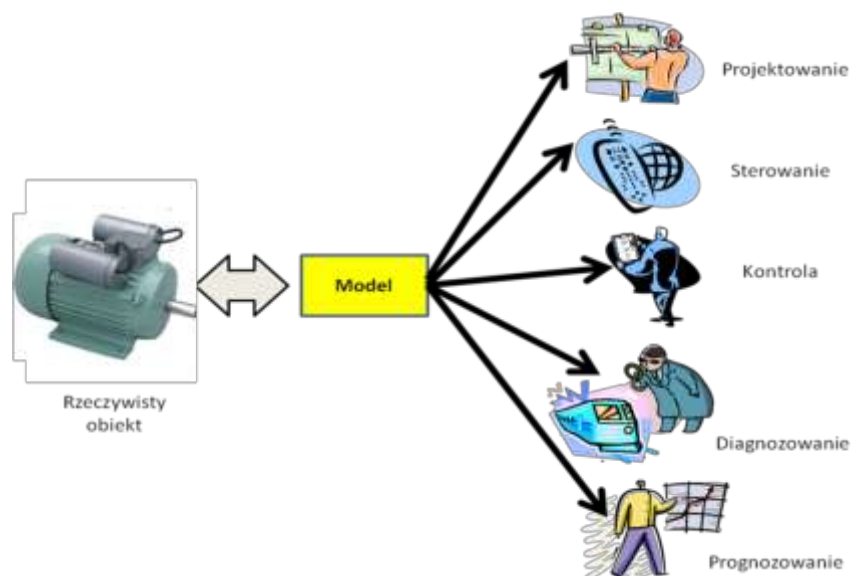 Projektowanie
Sterowanie
Kontrola
Model
Rzeczywisty
obiekt
Diagnozowanie
Prognozowanie